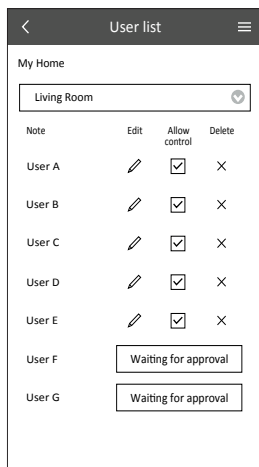 User list
My Home
Living Room
Note Edit Allow control Delete
User A
User B
User C
User D
User E
User F Waiting for approval
User G Waiting for approval